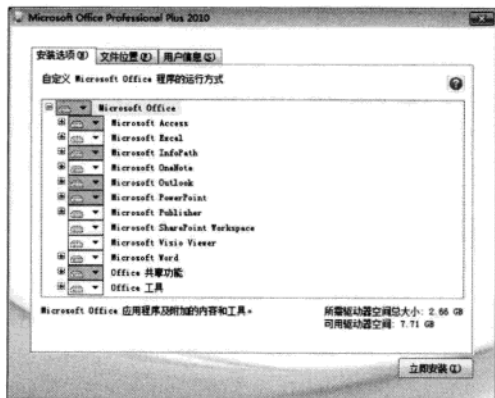 Microsoft Office Professional Plus 2010
安装选项(N) 文件位置(F) 用户信息(S)
自定义 Microsoft Office 程序的运行方式
Microsoft Office
Microsoft Access
Microsoft Excel
Microsoft InfoPath
Microsoft OneNote
Microsoft Outlook
Microsoft PowerPoint
Microsoft Publisher
Microsoft SharePoint Workspace
Microsoft Visio Viewer
Microsoft Word
Office 共享功能
Office 工具
Microsoft Office 应用程序及附加的内容和工具。
所需驱动器空间总大小: 2.66 GB
可用驱动器空间: 7.71 GB
立即安装(I)